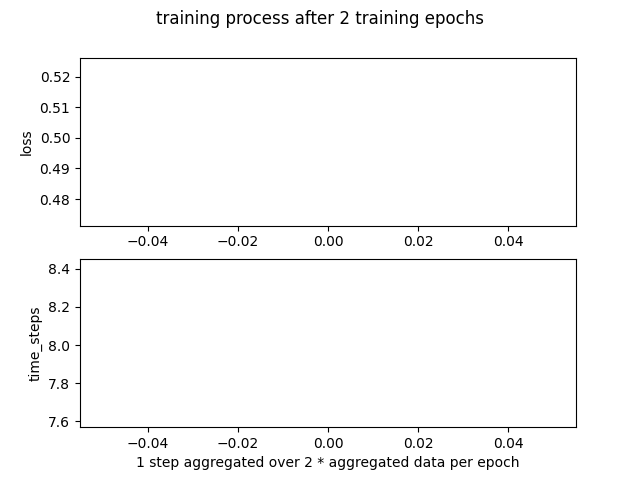 training process after 2 training epochs
0.52
0.51
0.50
0.49
0.48
loss
−0.04 −0.02 0.00 0.02 0.04
8.4
8.2
8.0
7.8
7.6
time_steps
−0.04 −0.02 0.00 0.02 0.04
1 step aggregated over 2 * aggregated data per epoch